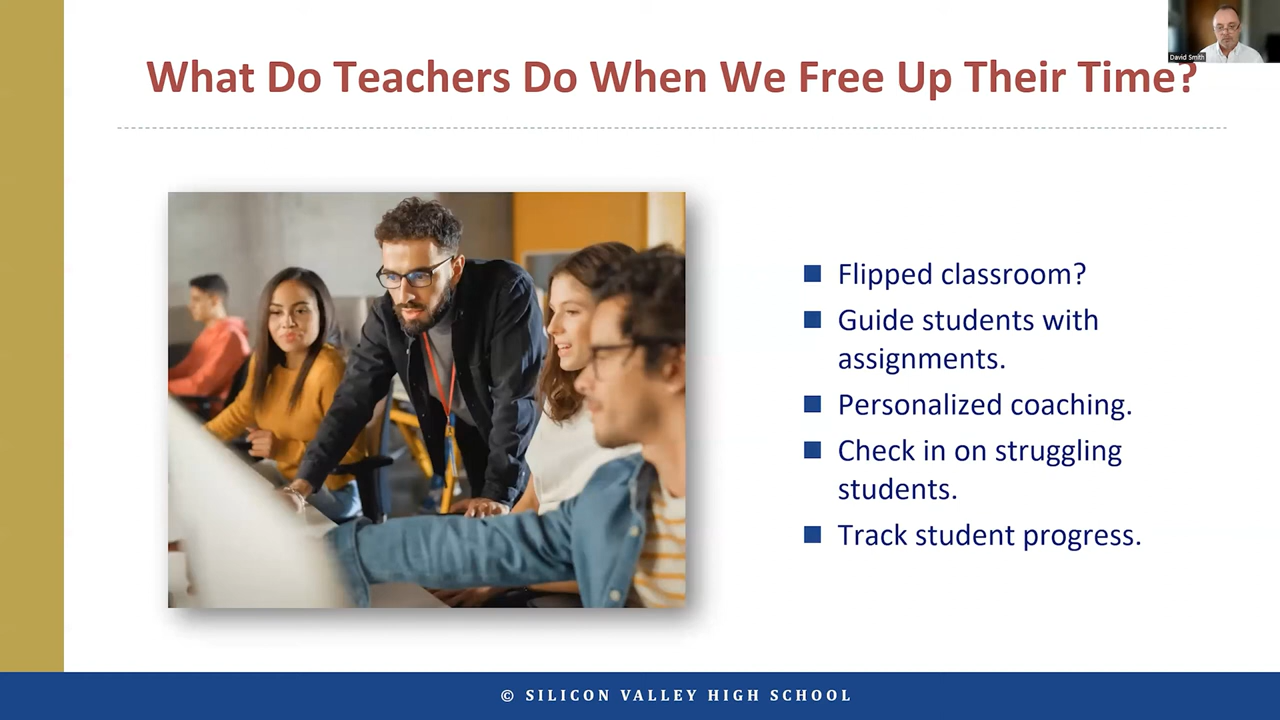 What Do Teachers Do When We Free Up Their Time?
David Smith
Flipped classroom?
Guide students with
assignments.
Personalized coaching.
Check in on struggling
students.
Track student progress.
© SILICON VALLEY HIGH SCHOOL